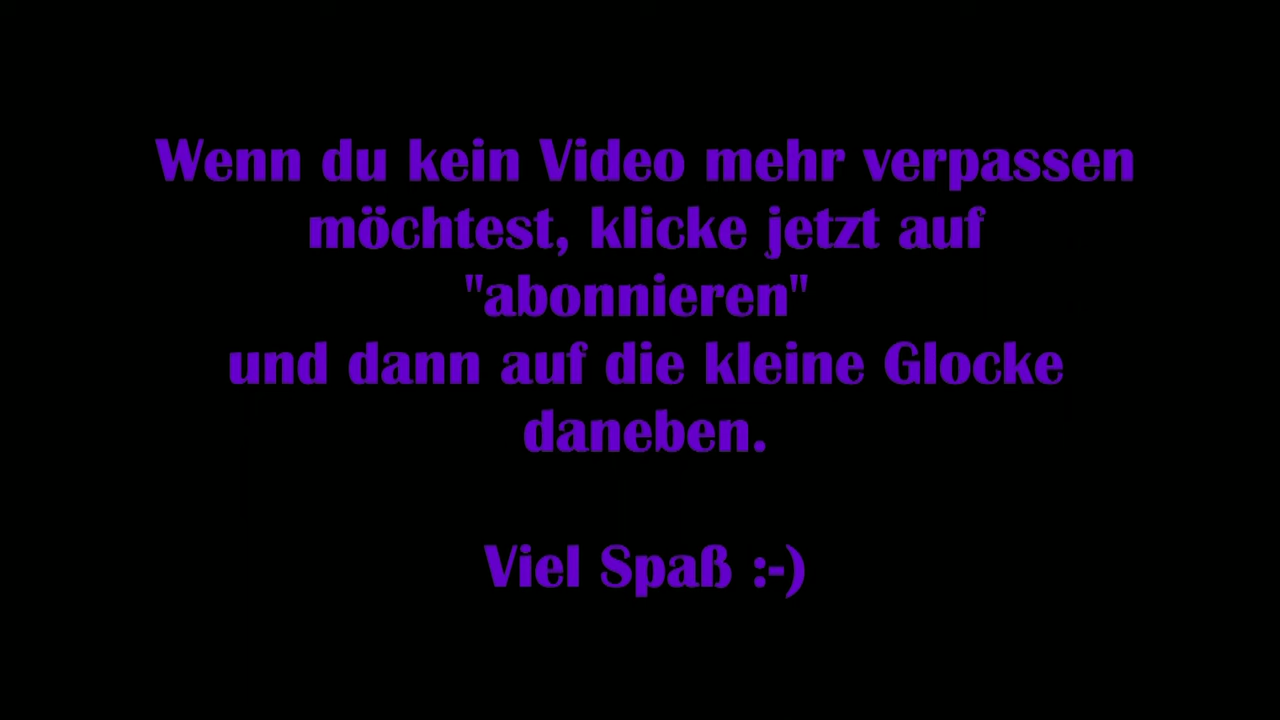 Wenn du kein Video mehr verpassen
möchtest, klicke jetzt auf
"abonnieren"
und dann auf die kleine Glocke
daneben.
Viel Spaß :-)